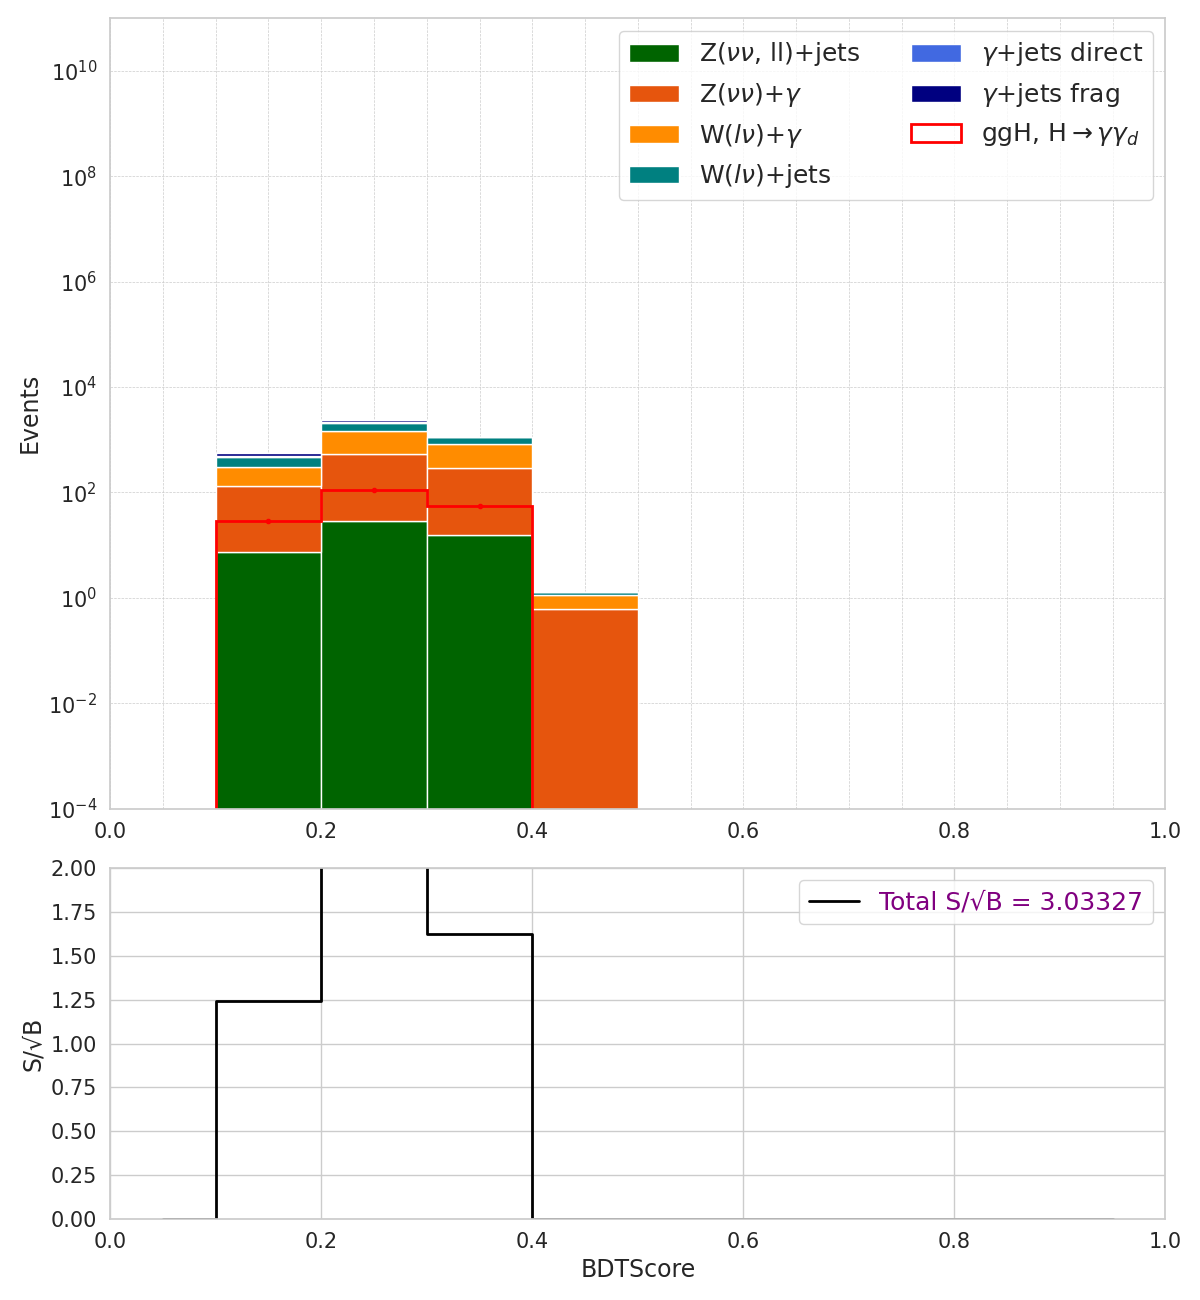 Z(νν, ll)+jets
Z(νν)+γ
W(lν)+γ
W(lν)+jets
γ+jets direct
γ+jets frag
ggH, H→γγ_d
10^10
10^8
10^6
10^4
10^2
10^0
10^−2
10^−4
Events
0.0 0.2 0.4 0.6 0.8 1.0
Total S/√B = 3.03327
2.00
1.75
1.50
1.25
1.00
0.75
0.50
0.25
0.00
S/√B
0.0 0.2 0.4 0.6 0.8 1.0
BDTScore